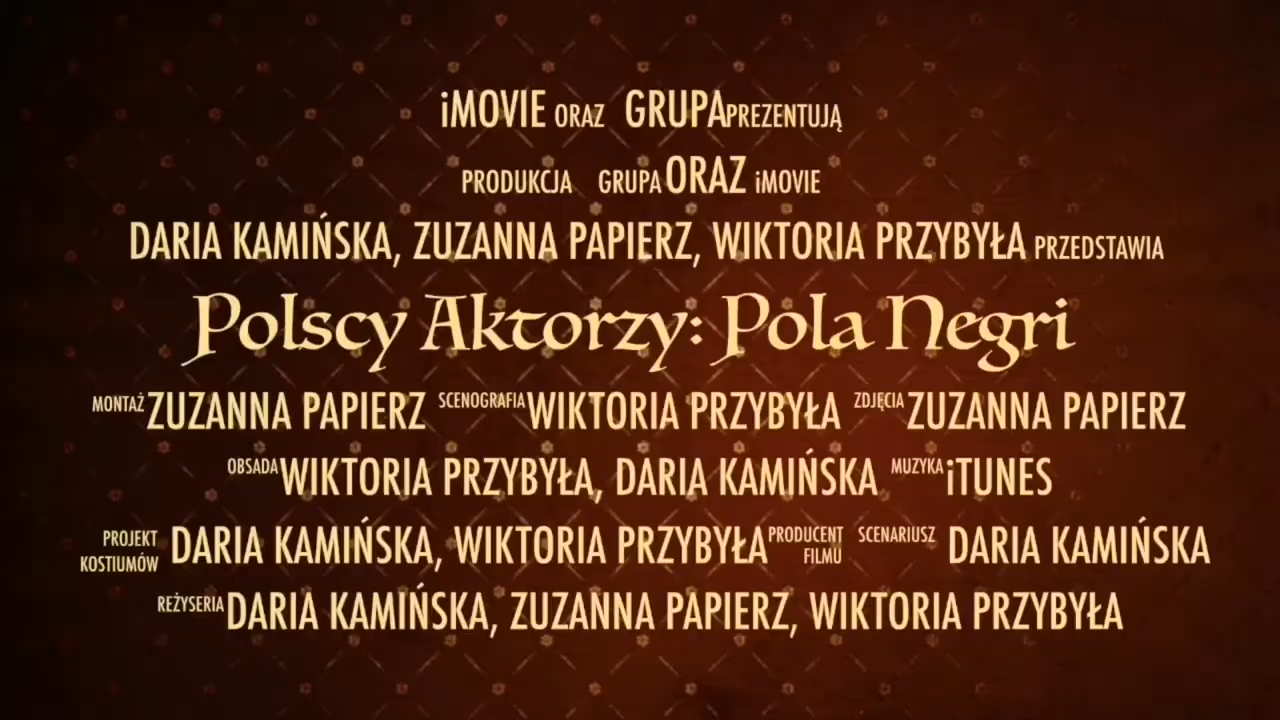 iMOVIE ORAZ GRUPA PREZENTUJĄ
PRODUKCJA GRUPA ORAZ iMOVIE
DARIA KAMIŃSKA, ZUZANNA PAPIERZ, WIKTORIA PRZYBYŁA PRZEDSTAWIA
Polscy Aktorzy: Pola Negri
MONTAŻ ZUZANNA PAPIERZ SCENOGRAFIA WIKTORIA PRZYBYŁA ZDJĘCIA ZUZANNA PAPIERZ
OBSADA WIKTORIA PRZYBYŁA, DARIA KAMIŃSKA MUZYKA iTUNES
PROJEKT KOSTIUMÓW DARIA KAMIŃSKA, WIKTORIA PRZYBYŁA PRODUCENT FILMU SCENARIUSZ DARIA KAMIŃSKA
REŻYSERIA DARIA KAMIŃSKA, ZUZANNA PAPIERZ, WIKTORIA PRZYBYŁA